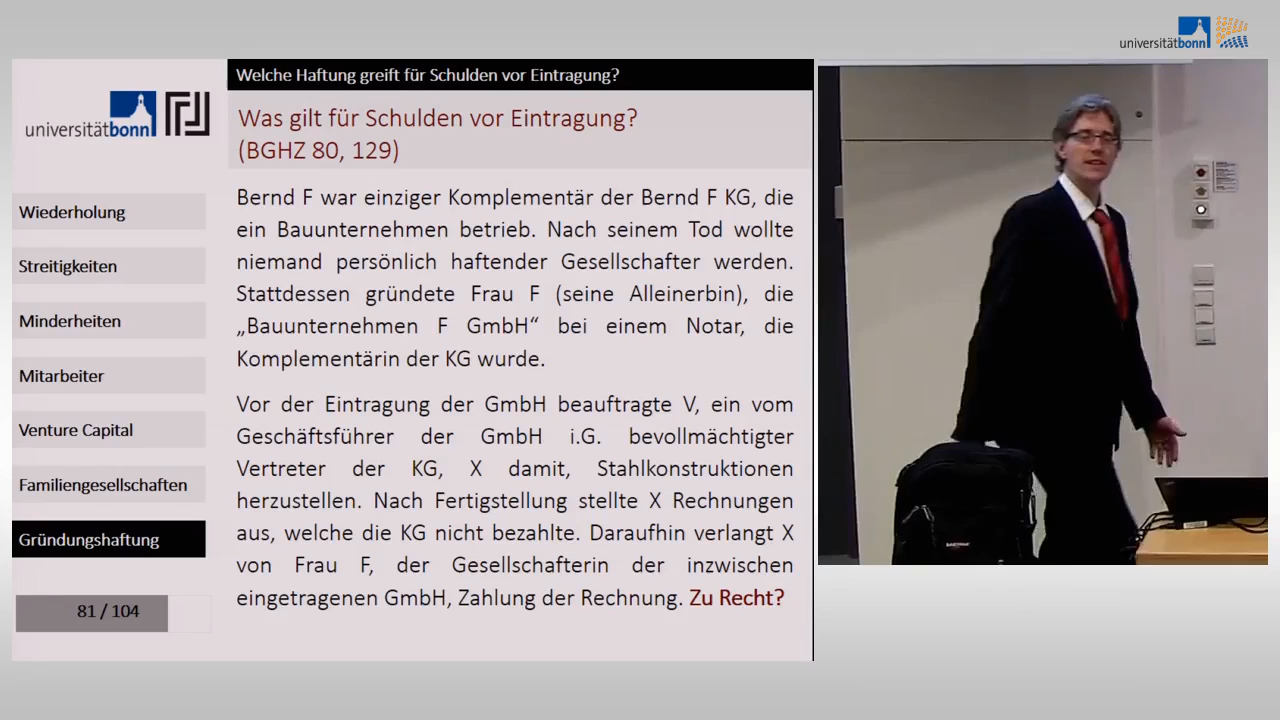 universitätbonn
Welche Haftung greift für Schulden vor Eintragung?
universitätbonn
Was gilt für Schulden vor Eintragung?
(BGHZ 80, 129)
Wiederholung
Streitigkeiten
Minderheiten
Mitarbeiter
Venture Capital
Familiengesellschaften
Gründungshaftung
81 / 104
Bernd F war einziger Komplementär der Bernd F KG, die
ein Bauunternehmen betrieb. Nach seinem Tod wollte
niemand persönlich haftender Gesellschafter werden.
Stattdessen gründete Frau F (seine Alleinerbin), die
„Bauunternehmen F GmbH“ bei einem Notar, die
Komplementärin der KG wurde.
Vor der Eintragung der GmbH beauftragte V, ein vom
Geschäftsführer der GmbH i.G. bevollmächtigter
Vertreter der KG, X damit, Stahlkonstruktionen
herzustellen. Nach Fertigstellung stellte X Rechnungen
aus, welche die KG nicht bezahlte. Daraufhin verlangt X
von Frau F, der Gesellschafterin der inzwischen
eingetragenen GmbH, Zahlung der Rechnung. Zu Recht?